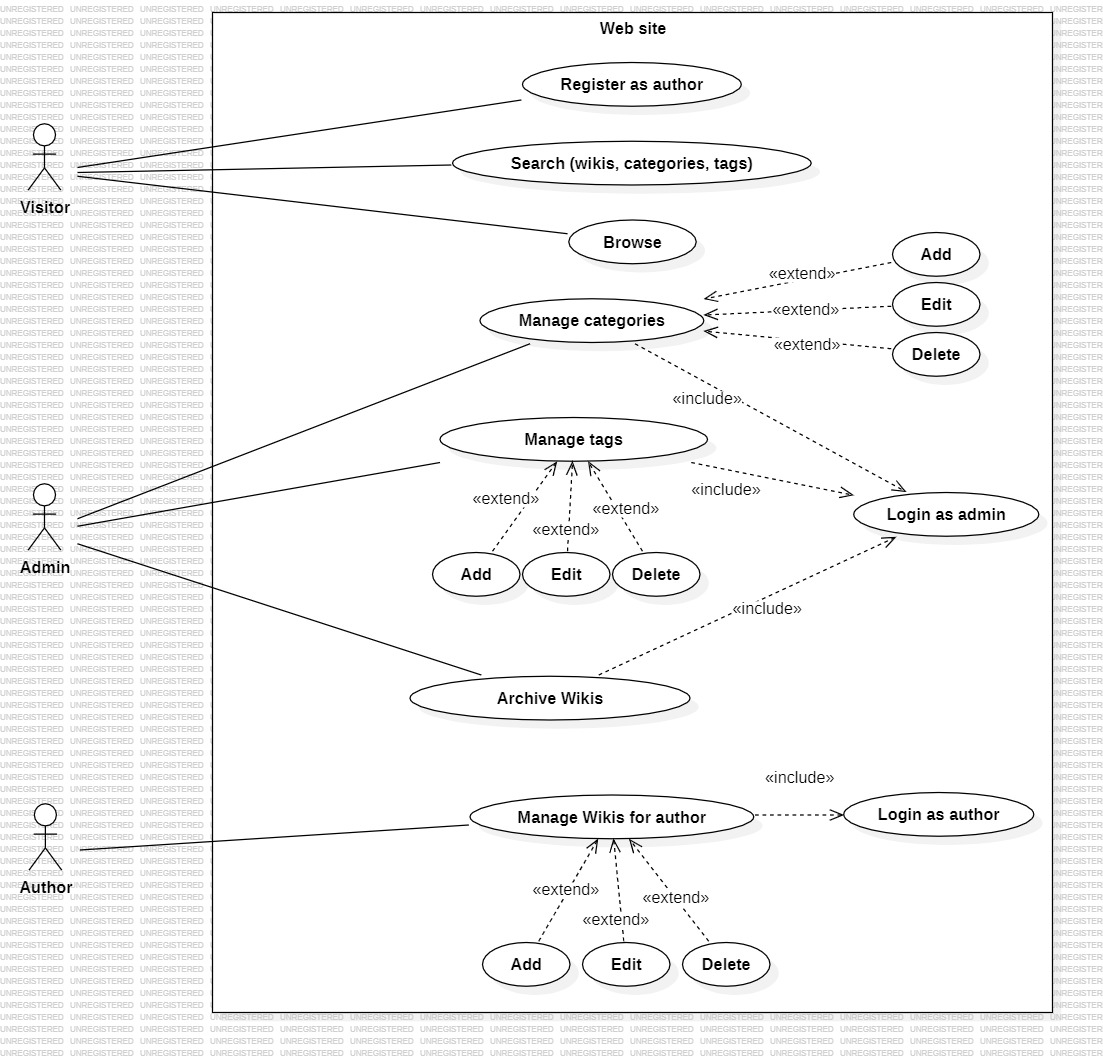 Web site
Register as author
Search (wikis, categories, tags)
Visitor
Browse
Add
«extend»
Edit
«extend»
Manage categories
«extend»
Delete
«include»
Manage tags
«include»
«extend»
«extend»
«extend»
Login as admin
Admin
Add
Edit
Delete
«include»
Archive Wikis
«include»
Manage Wikis for author
Login as author
Author
«extend»
«extend»
«extend»
Add
Edit
Delete
UNREGISTERED